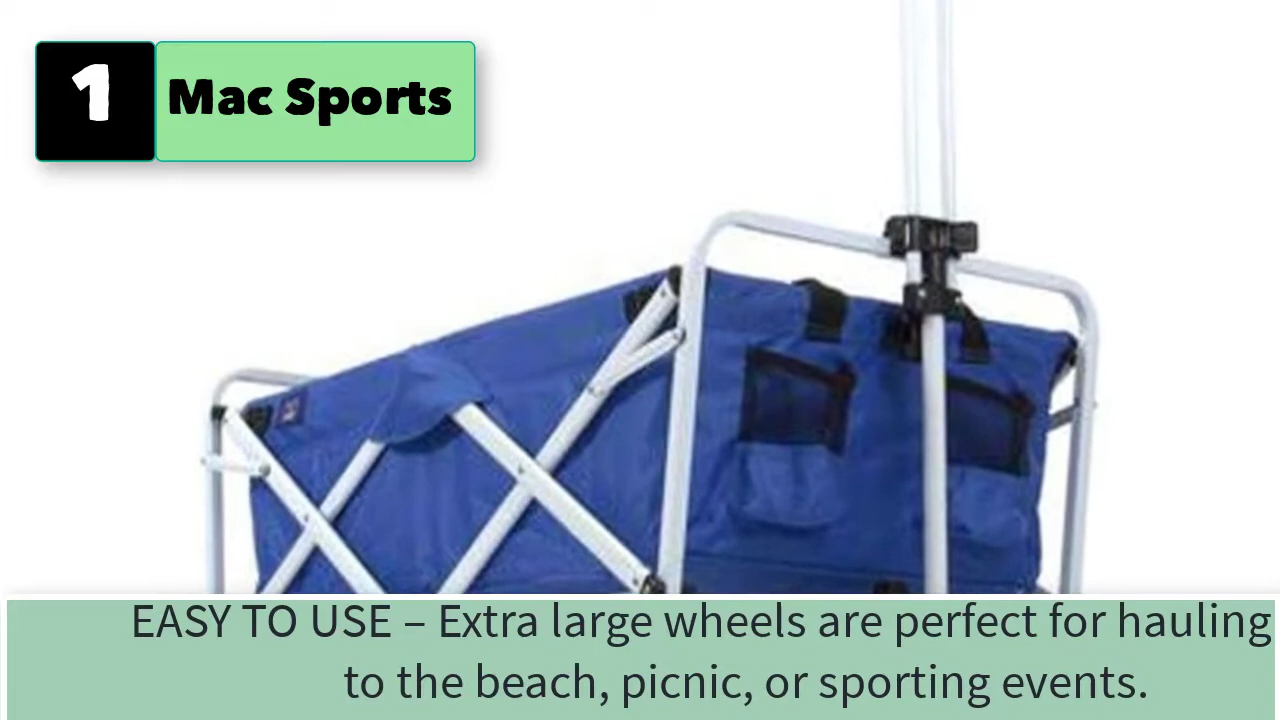 1
Mac Sports
EASY TO USE – Extra large wheels are perfect for hauling
to the beach, picnic, or sporting events.